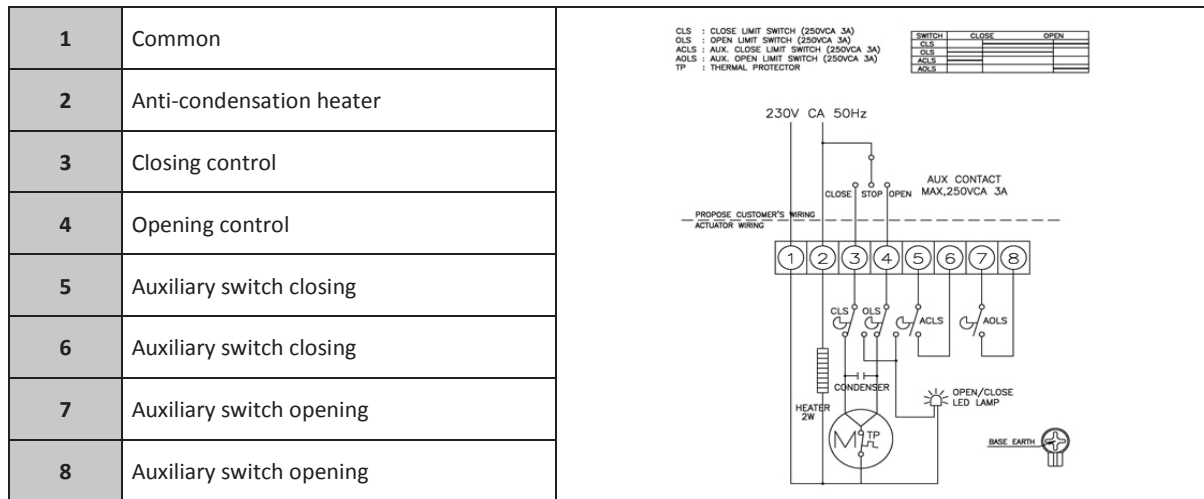 1 Common
2 Anti-condensation heater
3 Closing control
4 Opening control
5 Auxiliary switch closing
6 Auxiliary switch closing
7 Auxiliary switch opening
8 Auxiliary switch opening
CLS : CLOSE LIMIT SWITCH (250VCA 3A)
OLS : OPEN LIMIT SWITCH (250VCA 3A)
ACLS : AUX. CLOSE LIMIT SWITCH (250VCA 3A)
AOLS : AUX. OPEN LIMIT SWITCH (250VCA 3A)
TP : THERMAL PROTECTOR
SWITCH CLOSE OPEN
CLS
OLS
ACLS
AOLS
230V CA 50Hz
CLOSE STOP OPEN
AUX CONTACT
MAX,250VCA 3A
PROPOSE CUSTOMER'S WIRING
ACTUATOR WIRING
1 2 3 4 5 6 7 8
CLS OLS ACLS AOLS
CONDENSER
HEATER
2W
OPEN/CLOSE
LED LAMP
M TP
BASE EARTH